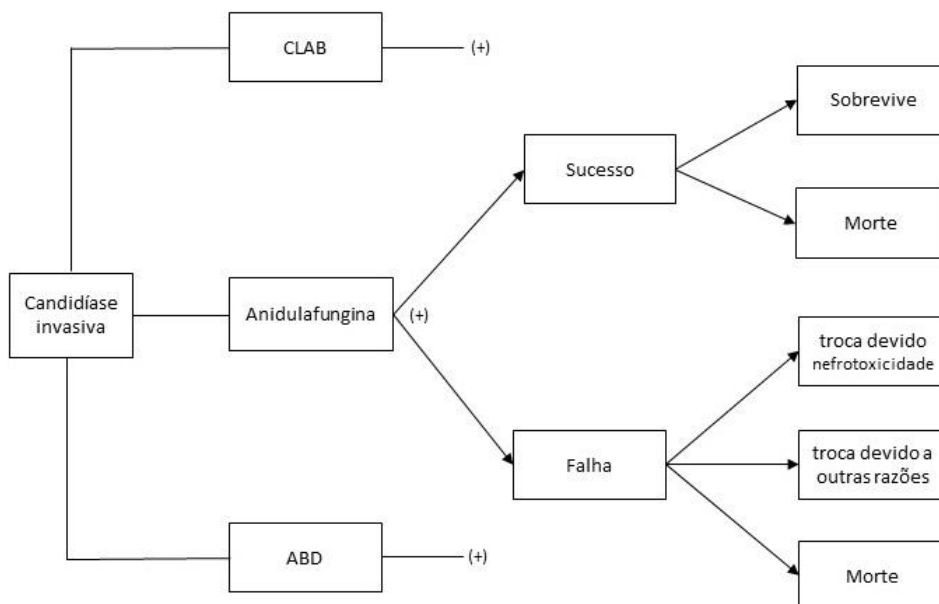 CLAB
(+)
Sobrevive
Sucesso
Morte
Candidíase
invasiva
Anidulafungina
(+)
troca devido
nefrotoxicidade
Falha
troca devido a
outras razões
ABD
(+)
Morte